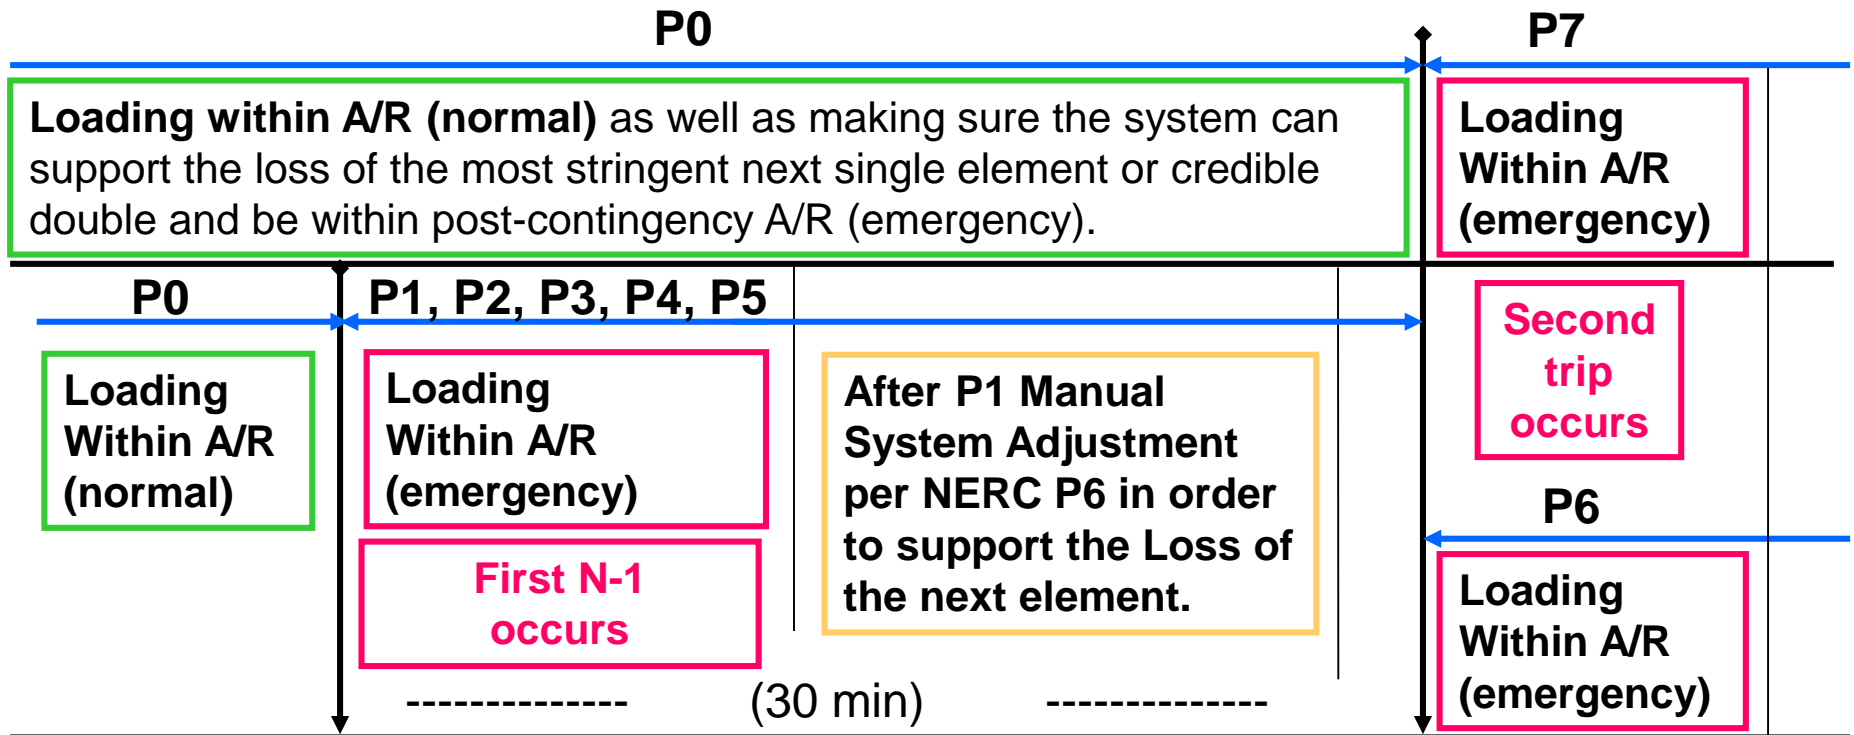 P0
P7
Loading within A/R (normal) as well as making sure the system can
support the loss of the most stringent next single element or credible
double and be within post-contingency A/R (emergency).
Loading
Within A/R
(emergency)
P0
P1, P2, P3, P4, P5
Loading
Within A/R
(normal)
Loading
Within A/R
(emergency)
First N-1
occurs
After P1 Manual
System Adjustment
per NERC P6 in order
to support the Loss of
the next element.
Second
trip
occurs
P6
Loading
Within A/R
(emergency)
-------------- (30 min) --------------